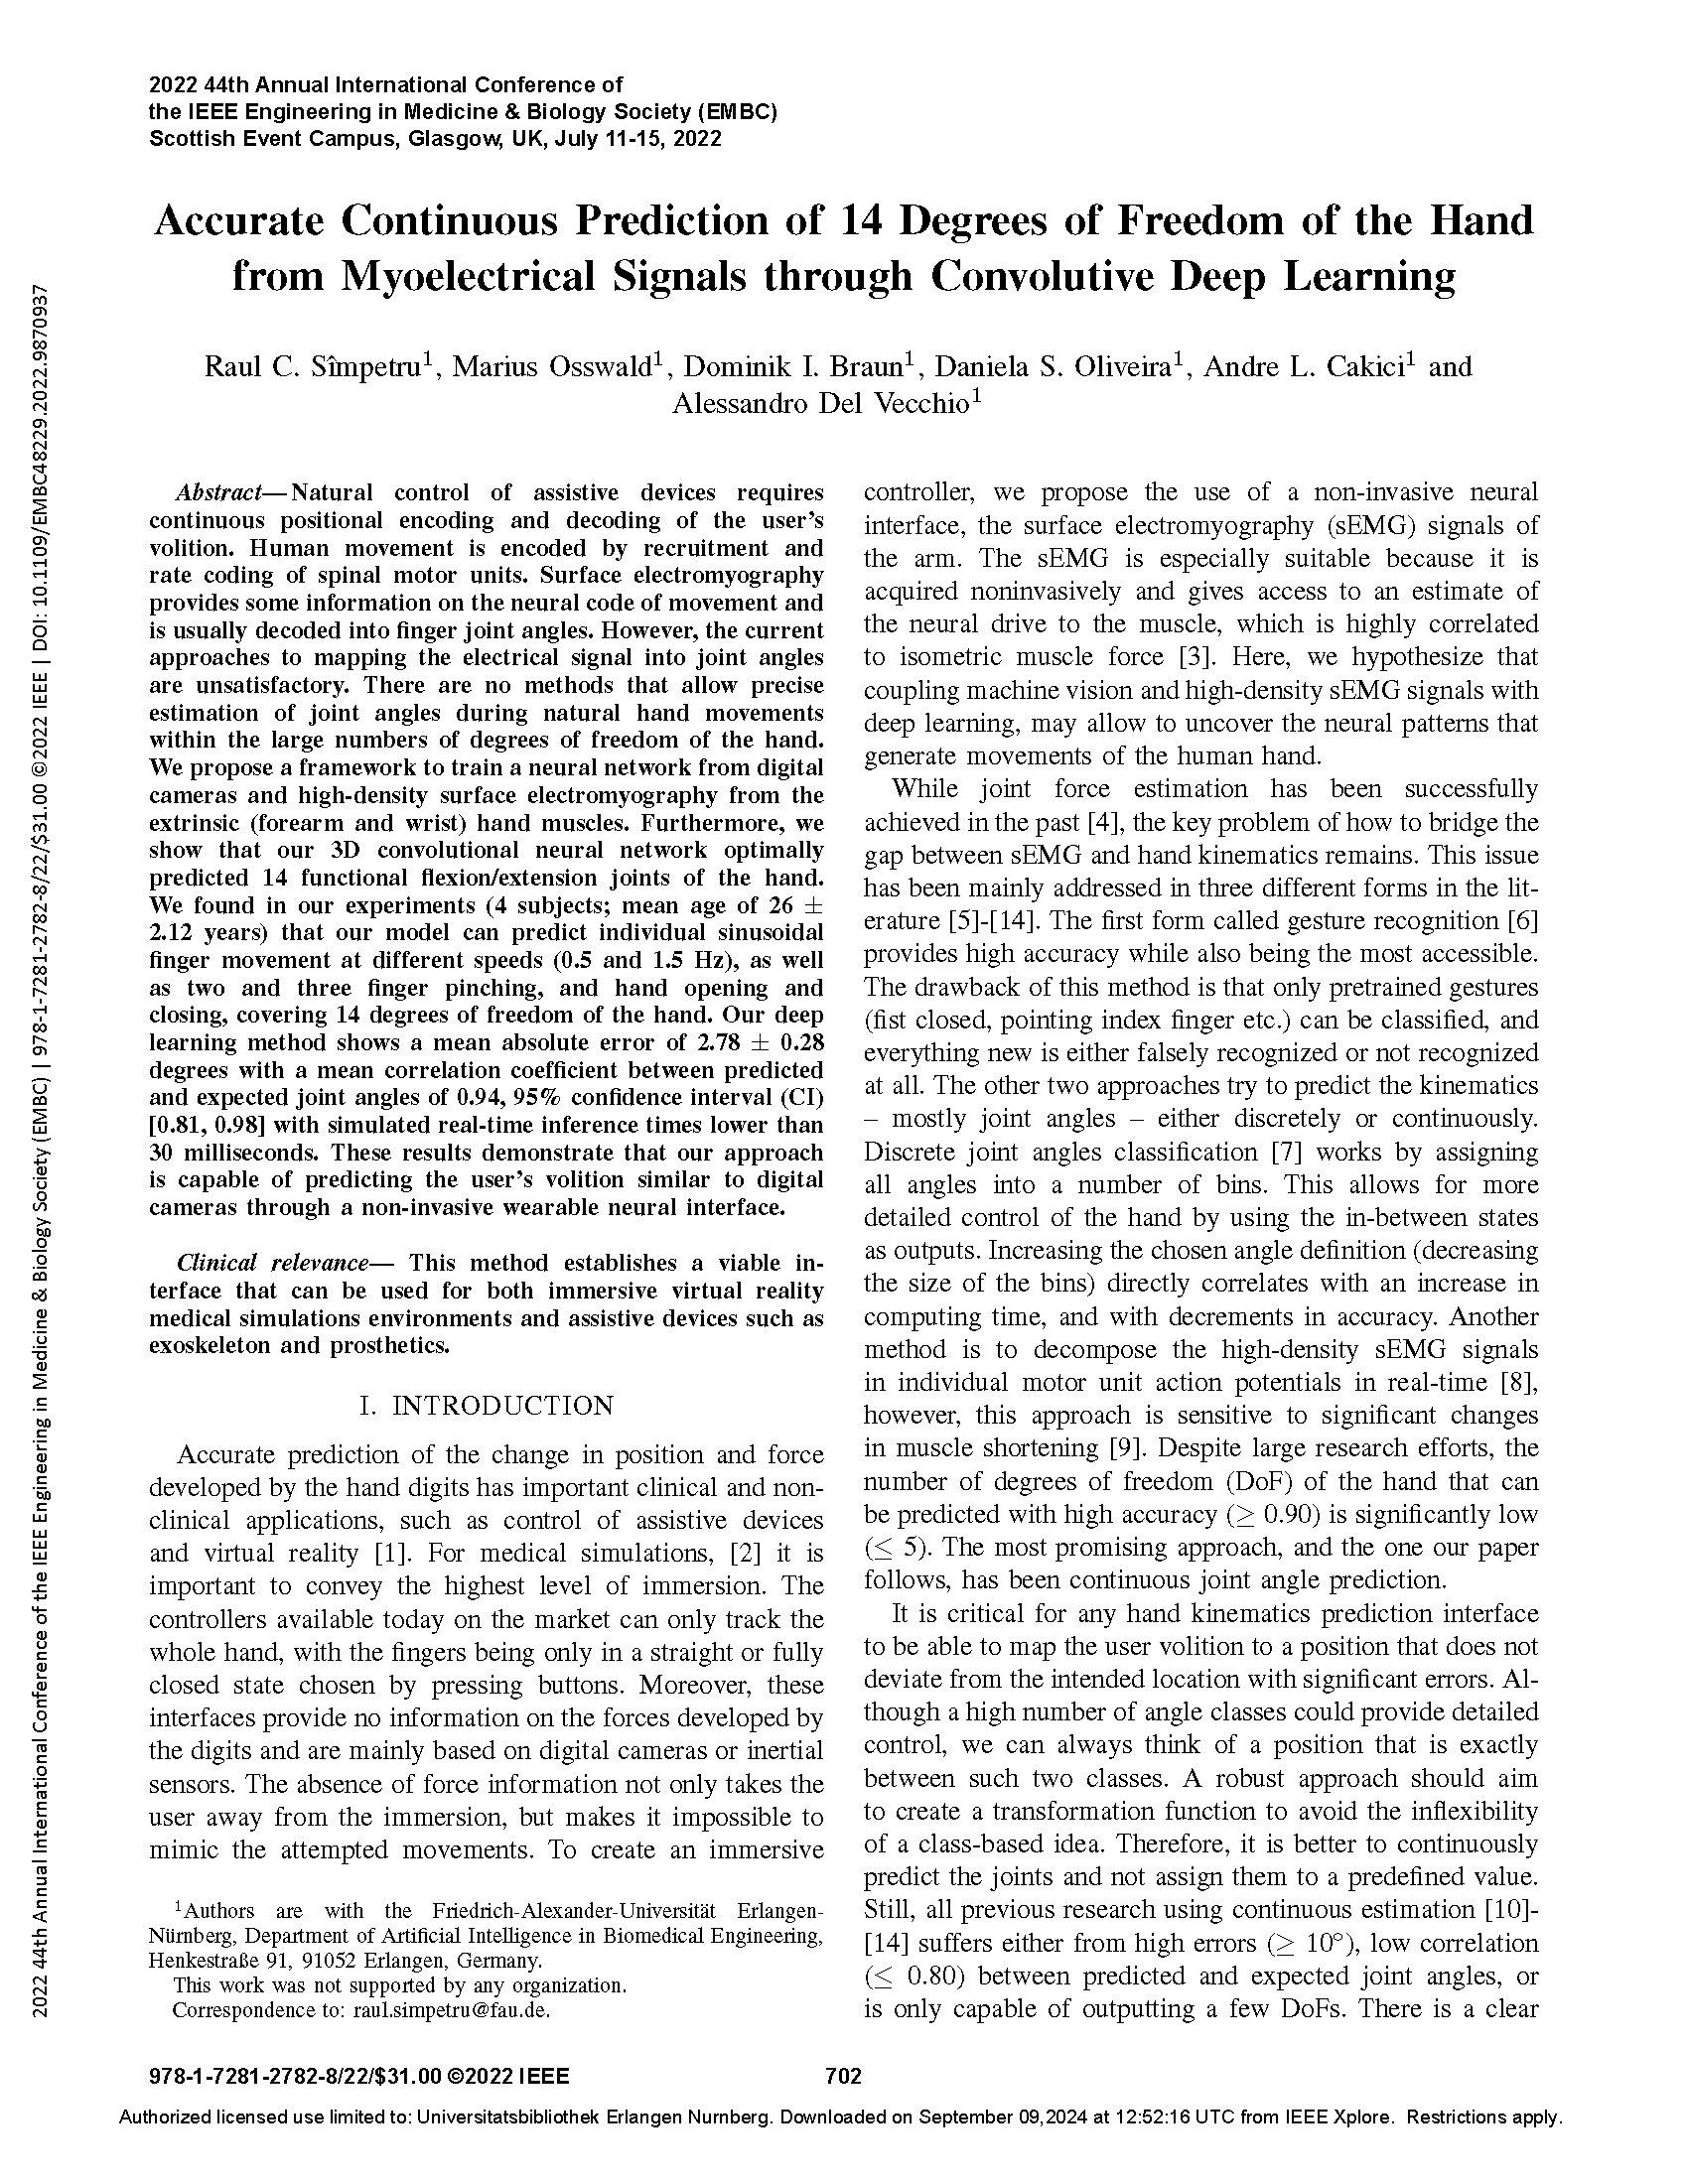 2022 44th Annual International Conference of
the IEEE Engineering in Medicine & Biology Society (EMBC)
Scottish Event Campus, Glasgow, UK, July 11-15, 2022
Accurate Continuous Prediction of 14 Degrees of Freedom of the Hand
from Myoelectrical Signals through Convolutive Deep Learning
Raul C. Sîmpetru¹, Marius Osswald¹, Dominik I. Braun¹, Daniela S. Oliveira¹, Andre L. Cakici¹ and
Alessandro Del Vecchio¹
Abstract—Natural control of assistive devices requires
continuous positional encoding and decoding of the user's
volition. Human movement is encoded by recruitment and
rate coding of spinal motor units. Surface electromyography
provides some information on the neural code of movement and
is usually decoded into finger joint angles. However, the current
approaches to mapping the electrical signal into joint angles
are unsatisfactory. There are no methods that allow precise
estimation of joint angles during natural hand movements
within the large numbers of degrees of freedom of the hand.
We propose a framework to train a neural network from digital
cameras and high-density surface electromyography from the
extrinsic (forearm and wrist) hand muscles. Furthermore, we
show that our 3D convolutional neural network optimally
predicted 14 functional flexion/extension joints of the hand.
We found in our experiments (4 subjects; mean age of 26 ±
2.12 years) that our model can predict individual sinusoidal
finger movement at different speeds (0.5 and 1.5 Hz), as well
as two and three finger pinching, and hand opening and
closing, covering 14 degrees of freedom of the hand. Our deep
learning method shows a mean absolute error of 2.78 ± 0.28
degrees with a mean correlation coefficient between predicted
and expected joint angles of 0.94, 95% confidence interval (CI)
[0.81, 0.98] with simulated real-time inference times lower than
30 milliseconds. These results demonstrate that our approach
is capable of predicting the user's volition similar to digital
cameras through a non-invasive wearable neural interface.
Clinical relevance— This method establishes a viable in-
terface that can be used for both immersive virtual reality
medical simulations environments and assistive devices such as
exoskeleton and prosthetics.
I. INTRODUCTION
Accurate prediction of the change in position and force
developed by the hand digits has important clinical and non-
clinical applications, such as control of assistive devices
and virtual reality [1]. For medical simulations, [2] it is
important to convey the highest level of immersion. The
controllers available today on the market can only track the
whole hand, with the fingers being only in a straight or fully
closed state chosen by pressing buttons. Moreover, these
interfaces provide no information on the forces developed by
the digits and are mainly based on digital cameras or inertial
sensors. The absence of force information not only takes the
user away from the immersion, but makes it impossible to
mimic the attempted movements. To create an immersive
¹Authors are with the Friedrich-Alexander-Universität Erlangen-
Nürnberg, Department of Artificial Intelligence in Biomedical Engineering,
Henkestraße 91, 91052 Erlangen, Germany.
This work was not supported by any organization.
Correspondence to: raul.simpetru@fau.de.
controller, we propose the use of a non-invasive neural
interface, the surface electromyography (sEMG) signals of
the arm. The sEMG is especially suitable because it is
acquired noninvasively and gives access to an estimate of
the neural drive to the muscle, which is highly correlated
to isometric muscle force [3]. Here, we hypothesize that
coupling machine vision and high-density sEMG signals with
deep learning, may allow to uncover the neural patterns that
generate movements of the human hand.
While joint force estimation has been successfully
achieved in the past [4], the key problem of how to bridge the
gap between sEMG and hand kinematics remains. This issue
has been mainly addressed in three different forms in the lit-
erature [5]-[14]. The first form called gesture recognition [6]
provides high accuracy while also being the most accessible.
The drawback of this method is that only pretrained gestures
(fist closed, pointing index finger etc.) can be classified, and
everything new is either falsely recognized or not recognized
at all. The other two approaches try to predict the kinematics
– mostly joint angles – either discretely or continuously.
Discrete joint angles classification [7] works by assigning
all angles into a number of bins. This allows for more
detailed control of the hand by using the in-between states
as outputs. Increasing the chosen angle definition (decreasing
the size of the bins) directly correlates with an increase in
computing time, and with decrements in accuracy. Another
method is to decompose the high-density sEMG signals
in individual motor unit action potentials in real-time [8],
however, this approach is sensitive to significant changes
in muscle shortening [9]. Despite large research efforts, the
number of degrees of freedom (DoF) of the hand that can
be predicted with high accuracy (≥ 0.90) is significantly low
(≤ 5). The most promising approach, and the one our paper
follows, has been continuous joint angle prediction.
It is critical for any hand kinematics prediction interface
to be able to map the user volition to a position that does not
deviate from the intended location with significant errors. Al-
though a high number of angle classes could provide detailed
control, we can always think of a position that is exactly
between such two classes. A robust approach should aim
to create a transformation function to avoid the inflexibility
of a class-based idea. Therefore, it is better to continuously
predict the joints and not assign them to a predefined value.
Still, all previous research using continuous estimation [10]-
[14] suffers either from high errors (≥ 10°), low correlation
(≤ 0.80) between predicted and expected joint angles, or
is only capable of outputting a few DoFs. There is a clear
978-1-7281-2782-8/22/$31.00 ©2022 IEEE
702
Authorized licensed use limited to: Universitatsbibliothek Erlangen Nurnberg. Downloaded on September 09,2024 at 12:52:16 UTC from IEEE Xplore. Restrictions apply.
2022 44th Annual International Conference of the IEEE Engineering in Medicine & Biology Society (EMBC) | 978-1-7281-2782-8/22/$31.00 ©2022 IEEE | DOI: 10.1109/EMBC48229.2022.9870937